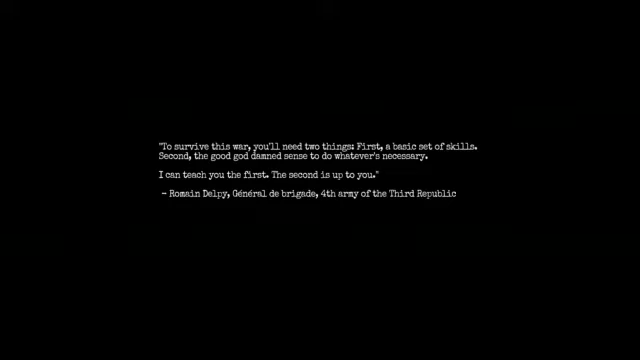 "To survive this war, you'll need two things: First, a basic set of skills.
Second, the good god damned sense to do whatever's necessary.
I can teach you the first. The second is up to you."
– Romain Delpy, Général de brigade, 4th army of the Third Republic